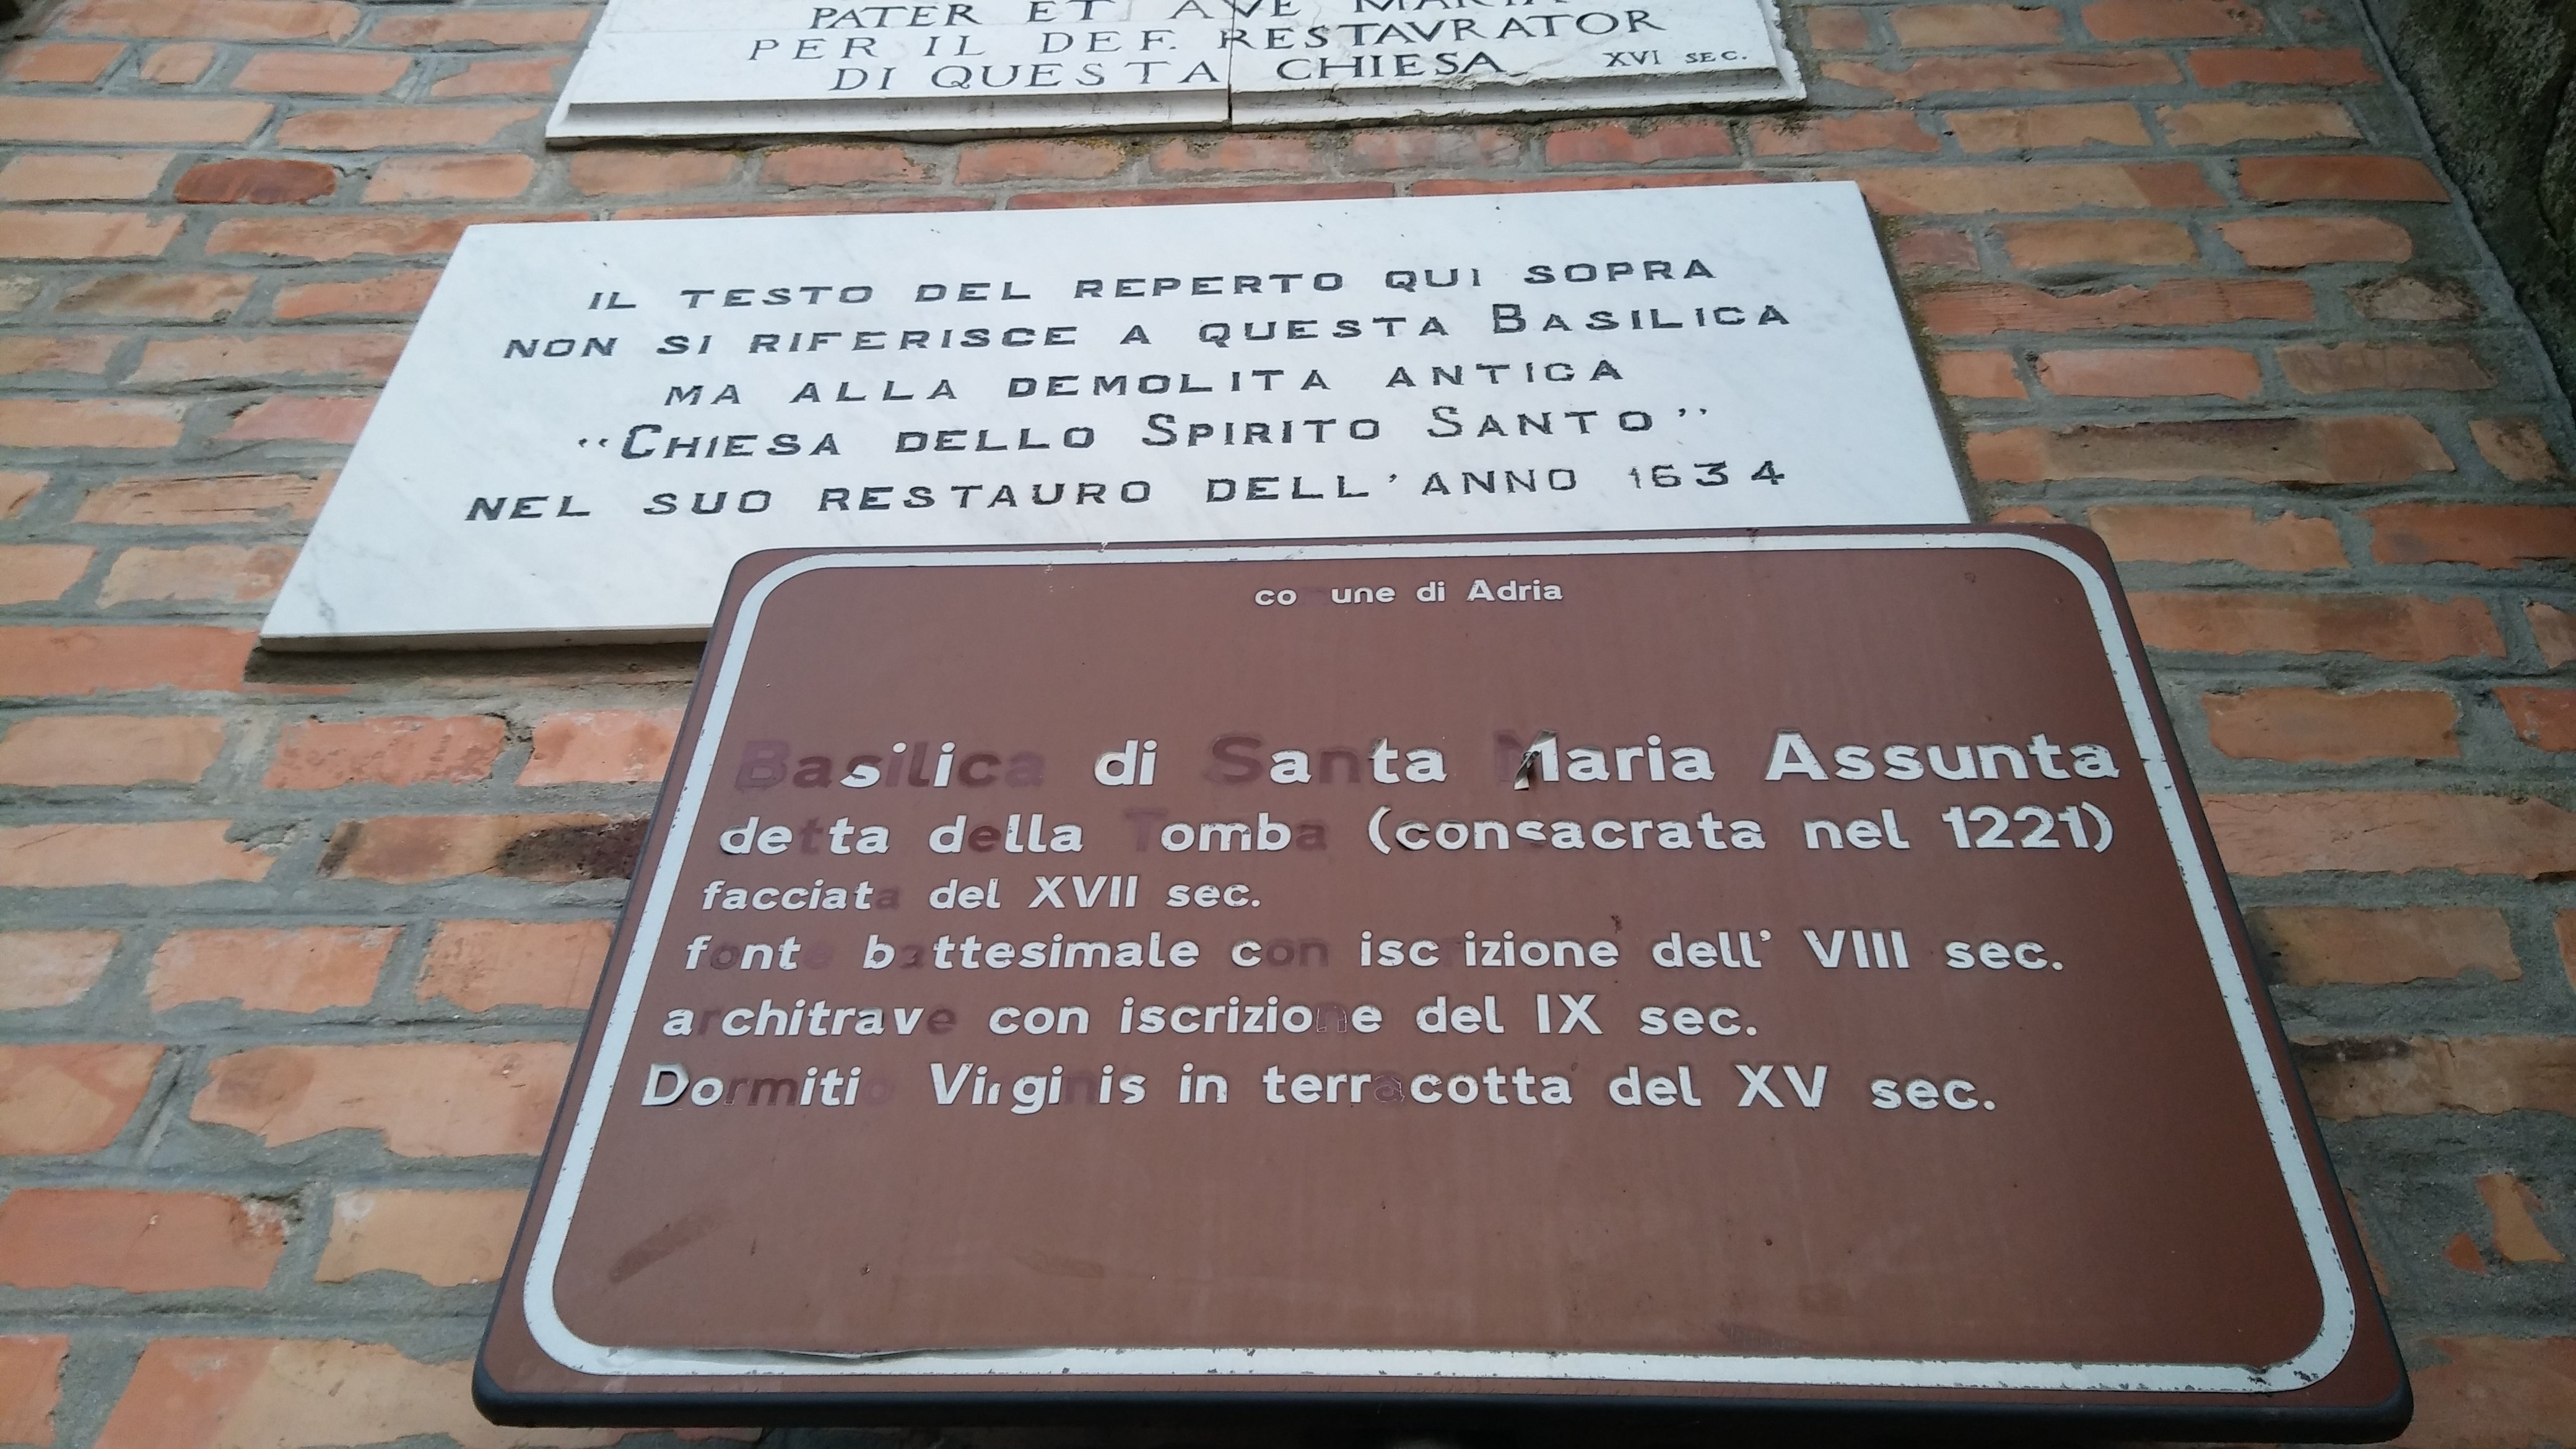 PATER ET AVE MARIA
PER IL DEF. RESTAVRATOR
DI QUESTA CHIESA XVI SEC.
IL TESTO DEL REPERTO QUI SOPRA
NON SI RIFERISCE A QUESTA BASILICA
MA ALLA DEMOLITA ANTICA
“CHIESA DELLO SPIRITO SANTO”
NEL SUO RESTAURO DELL'ANNO 1634
comune di Adria
Basilica di Santa Maria Assunta
detta della Tomba (consacrata nel 1221)
facciata del XVII sec.
fonte battesimale con iscrizione dell' VIII sec.
architrave con iscrizione del IX sec.
Dormitio Virginis in terracotta del XV sec.